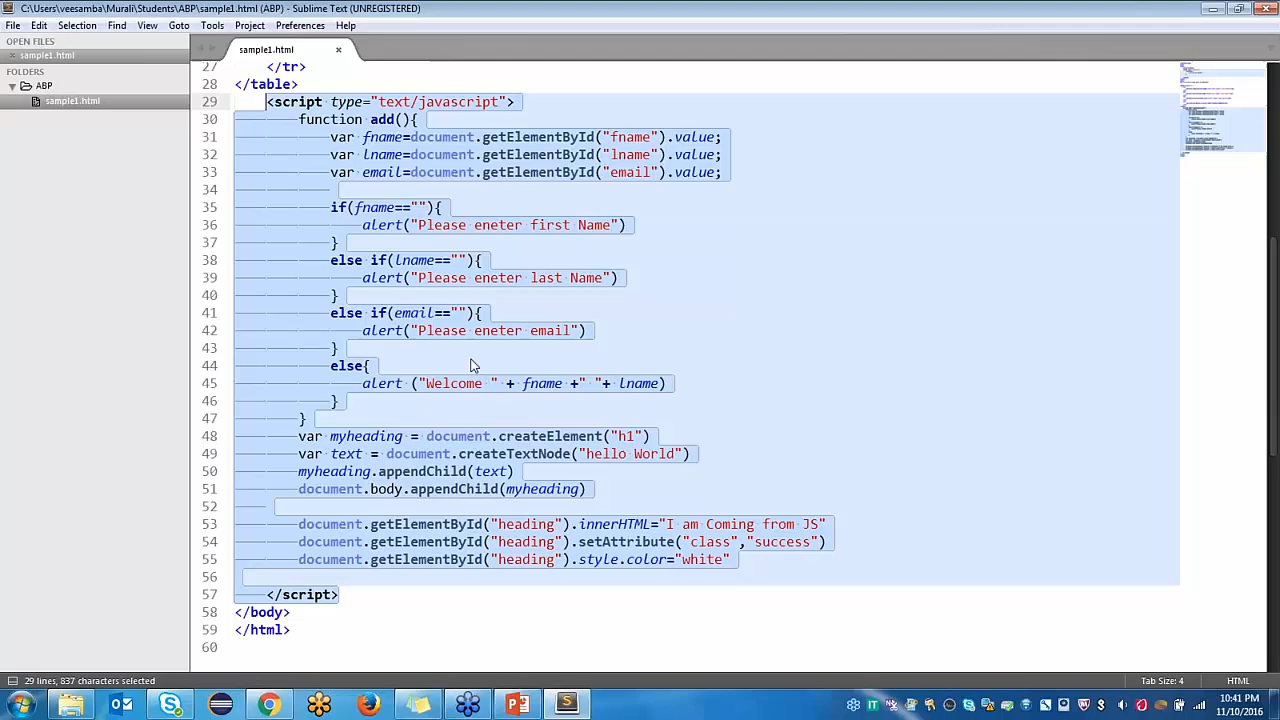 C:\Users\veesamba\Murali\Students\ABP\sample1.html (ABP) - Sublime Text (UNREGISTERED)
File Edit Selection Find View Goto Tools Project Preferences Help
OPEN FILES
sample1.html
FOLDERS
ABP
sample1.html
sample1.html
27 </tr>
28 </table>
29 <script type="text/javascript">
30 function add(){
31 var fname=document.getElementById("fname").value;
32 var lname=document.getElementById("lname").value;
33 var email=document.getElementById("email").value;
34
35 if(fname==""){
36 alert("Please eneter first Name")
37 }
38 else if(lname==""){
39 alert("Please eneter last Name")
40 }
41 else if(email==""){
42 alert("Please eneter email")
43 }
44 else{
45 alert ("Welcome " + fname +" "+ lname)
46 }
47 }
48 var myheading = document.createElement("h1")
49 var text = document.createTextNode("hello World")
50 myheading.appendChild(text)
51 document.body.appendChild(myheading)
52
53 document.getElementById("heading").innerHTML="I am Coming from JS"
54 document.getElementById("heading").setAttribute("class","success")
55 document.getElementById("heading").style.color="white"
56
57 </script>
58 </body>
59 </html>
60
29 lines, 837 characters selected
Tab Size: 4
HTML
10:41 PM
11/10/2016